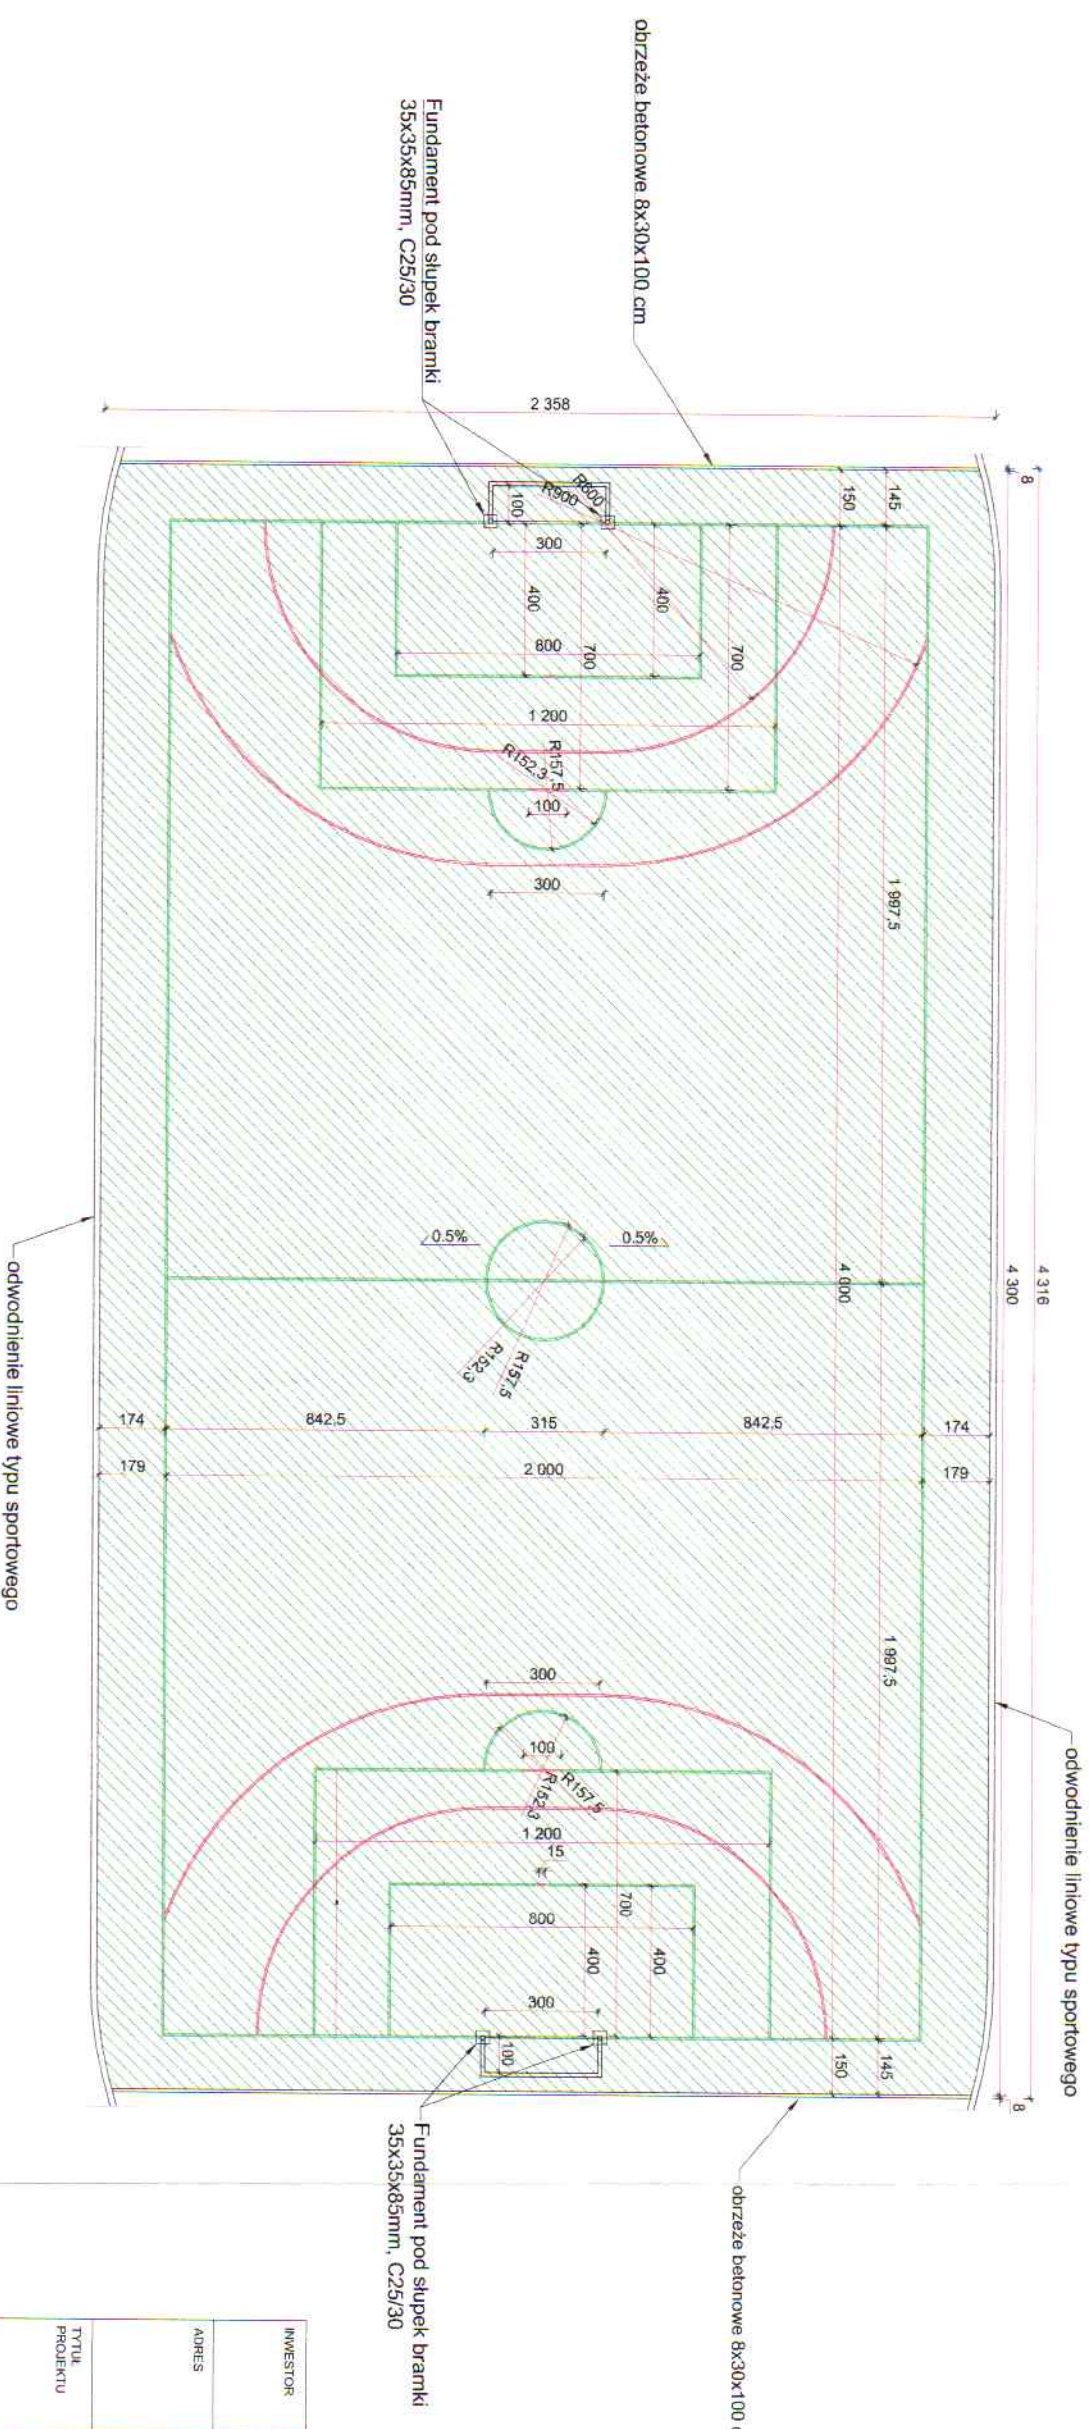 obrzeże betonowe 8x30x100 cm
Fundament pod słupek bramki
35x35x85mm, C25/30
2 358
8
4 316
4 300
145
150
R600
R900
100
300
400
400
800
700
700
1 200
R157,5
R152,3
100
300
1 997,5
4 000
0.5%
0.5%
R157,5
R152,3
174
842,5
315
842,5
174
179
2 000
179
odwodnienie liniowe typu sportowego
odwodnienie liniowe typu sportowego
1 997,5
300
100
R157,5
R152,3
1 200
15
700
800
400
400
300
100
150
145
8
Fundament pod słupek bramki
35x35x85mm, C25/30
obrzeże betonowe 8x30x100
INWESTOR
ADRES
TYTUŁ
PROJEKTU